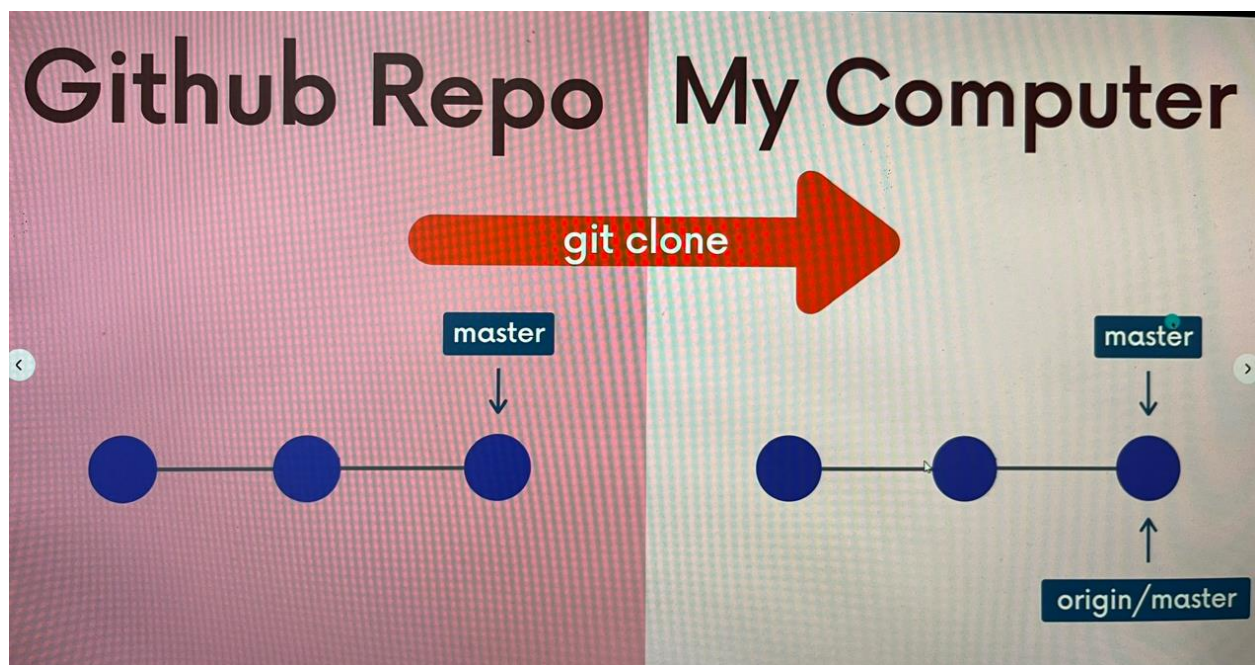 Github Repo
My Computer
git clone
master
master
origin/master